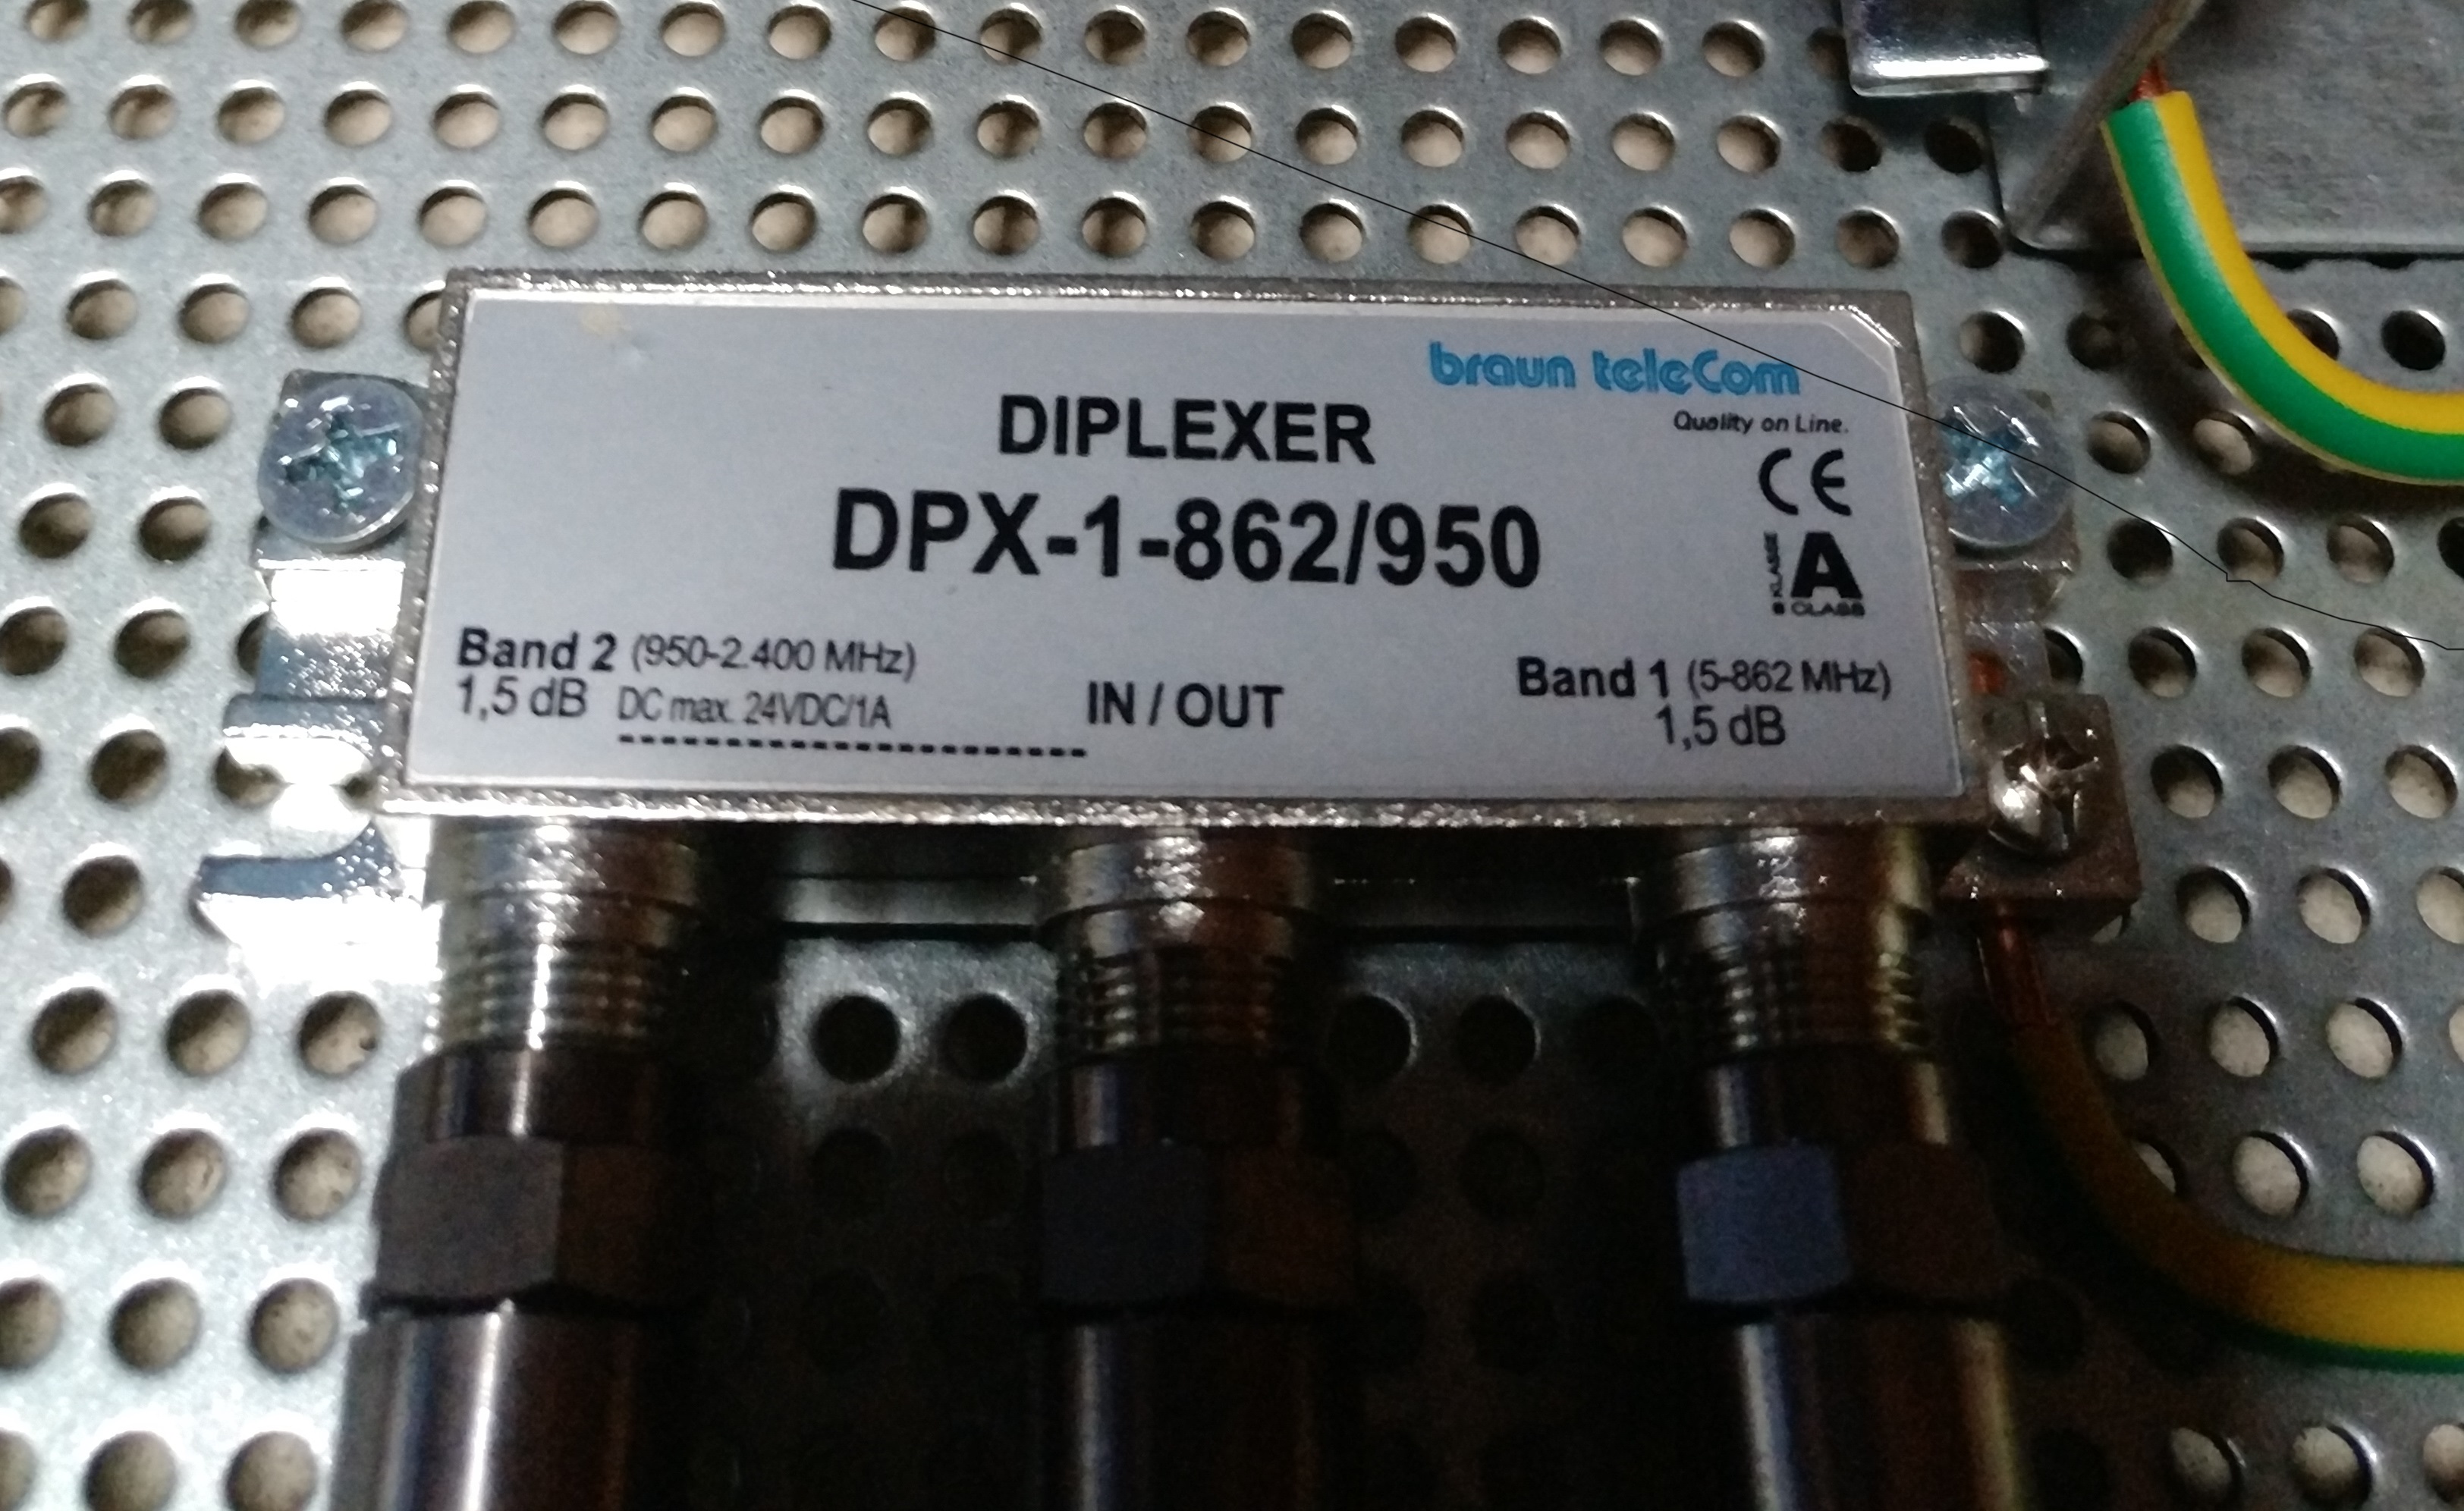 braun teleCom
Quality on Line.
DIPLEXER
DPX-1-862/950
CE
KLASSE
A
CLASS
Band 2 (950-2.400 MHz)
1,5 dB DC max. 24VDC/1A
IN / OUT
Band 1 (5-862 MHz)
1,5 dB